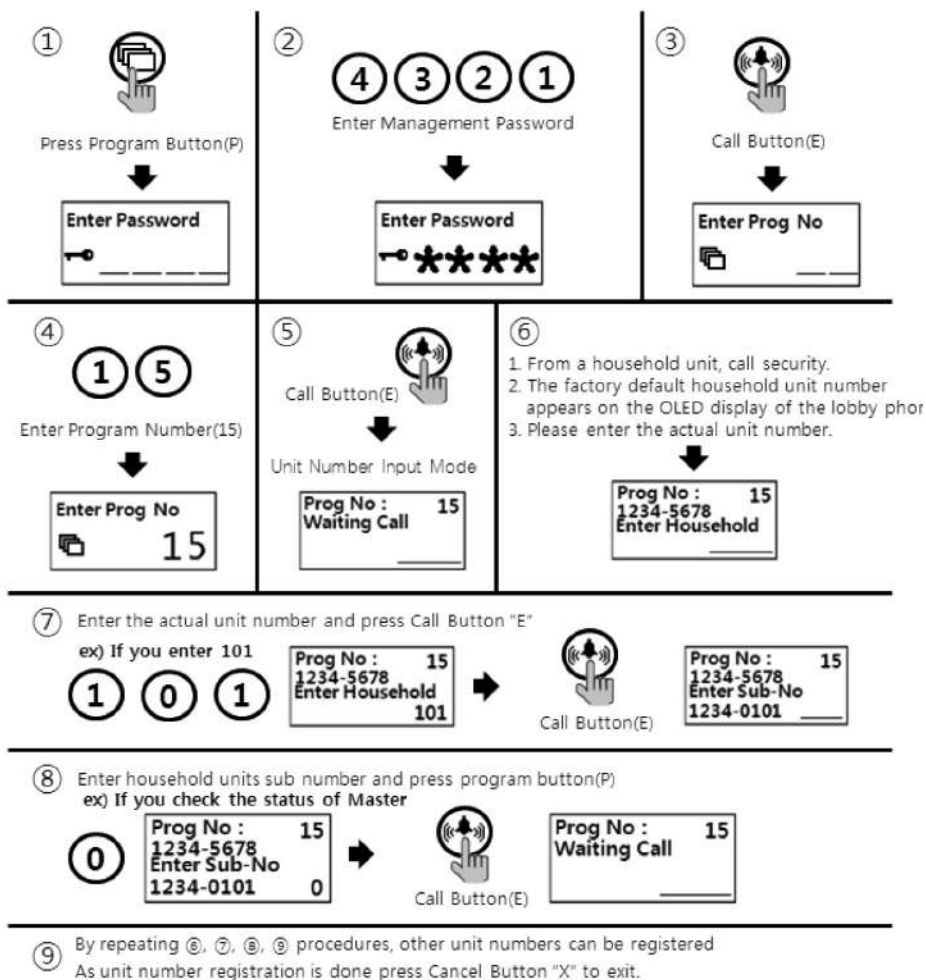 ①
Press Program Button(P)
Enter Password
②
4 3 2 1
Enter Management Password
Enter Password
③
Call Button(E)
Enter Prog No
④
1 5
Enter Program Number(15)
Enter Prog No
15
⑤
Call Button(E)
Unit Number Input Mode
Prog No : 15
Waiting Call
⑥
1. From a household unit, call security.
2. The factory default household unit number
appears on the OLED display of the lobby phor
3. Please enter the actual unit number.
Prog No : 15
1234-5678
Enter Household
⑦ Enter the actual unit number and press Call Button "E"
ex) If you enter 101
1 0 1
Prog No : 15
1234-5678
Enter Household
101
Call Button(E)
Prog No : 15
1234-5678
Enter Sub-No
1234-0101
⑧ Enter household units sub number and press program button(P)
ex) If you check the status of Master
0
Prog No : 15
1234-5678
Enter Sub-No
1234-0101 0
Call Button(E)
Prog No : 15
Waiting Call
⑨ By repeating ⑥, ⑦, ⑧, ⑨ procedures, other unit numbers can be registered
As unit number registration is done press Cancel Button "X" to exit.